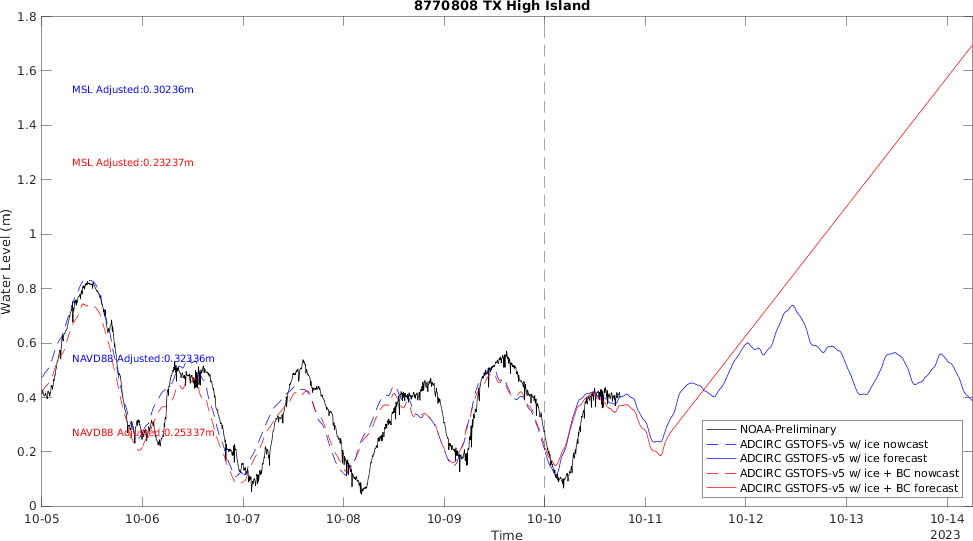 8770808 TX High Island
1.8
1.6
1.4
1.2
1
0.8
0.6
0.4
0.2
0
Water Level (m)
MSL Adjusted:0.30236m
MSL Adjusted:0.23237m
NAVD88 Adjusted:0.32336m
NAVD88 Adjusted:0.25337m
NOAA-Preliminary
ADCIRC GSTOFS-v5 w/ ice nowcast
ADCIRC GSTOFS-v5 w/ ice forecast
ADCIRC GSTOFS-v5 w/ ice + BC nowcast
ADCIRC GSTOFS-v5 w/ ice + BC forecast
10-05 10-06 10-07 10-08 10-09 10-10 10-11 10-12 10-13 10-14
2023
Time